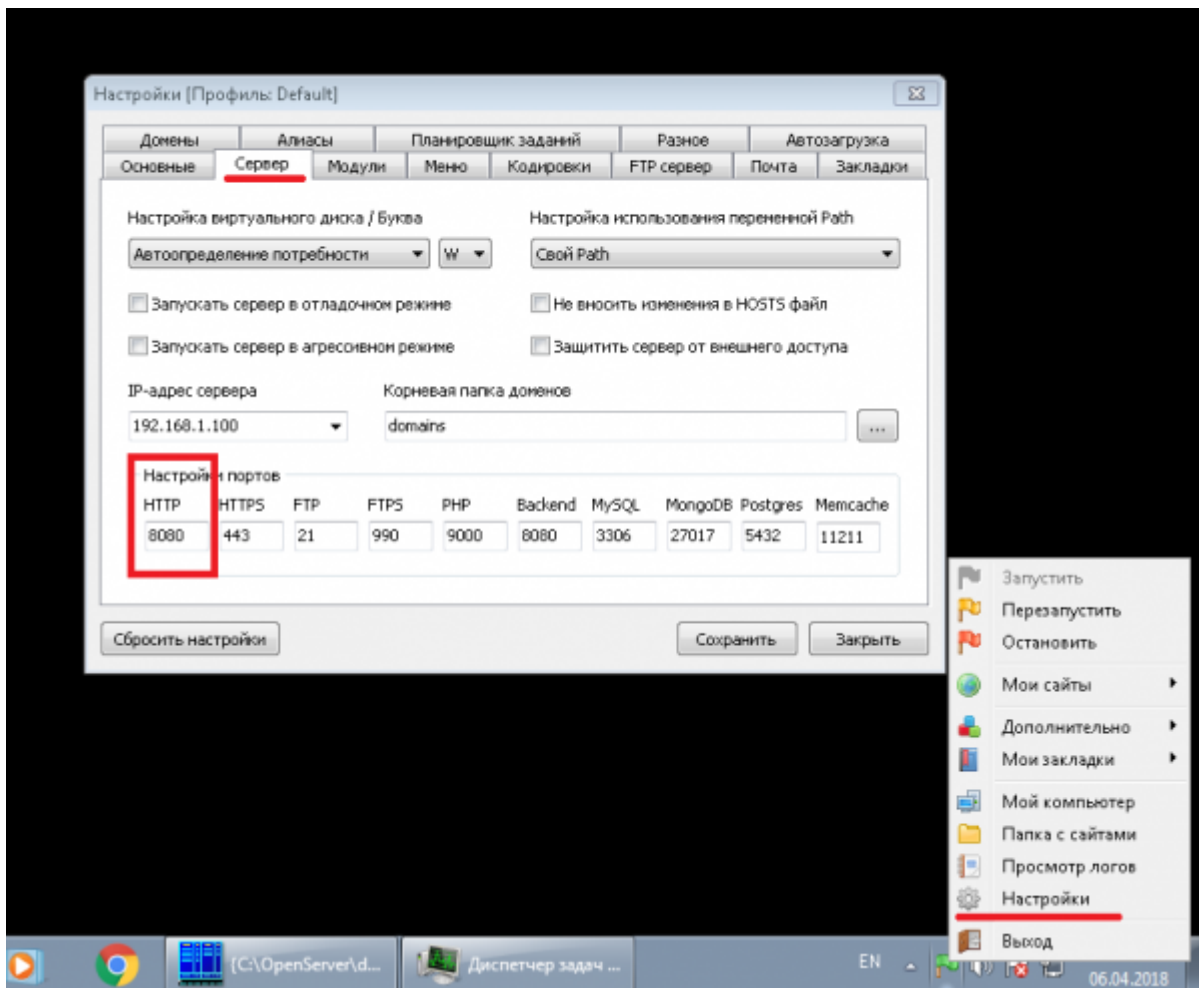 Настройки [Профиль: Default]
Домены Алиасы Планировщик заданий Разное Автозагрузка
Основные Сервер Модули Меню Кодировки FTP сервер Почта Закладки
Настройка виртуального диска / Буква Настройка использования переменной Path
Автоопределение потребности W Свой Path
Запускать сервер в отладочном режиме Не вносить изменения в HOSTS файл
Запускать сервер в агрессивном режиме Защитить сервер от внешнего доступа
IP-адрес сервера Корневая папка доменов
192.168.1.100 domains ...
Настройки портов
HTTP HTTPS FTP FTPS PHP Backend MySQL MongoDB Postgres Memcache
8080 443 21 990 9000 8080 3306 27017 5432 11211
Сбросить настройки Сохранить Закрыть
Запустить
Перезапустить
Остановить
Мои сайты
Дополнительно
Мои закладки
Мой компьютер
Папка с сайтами
Просмотр логов
Настройки
Выход
[C:\OpenServer\d... Диспетчер задач ... EN
06.04.2018